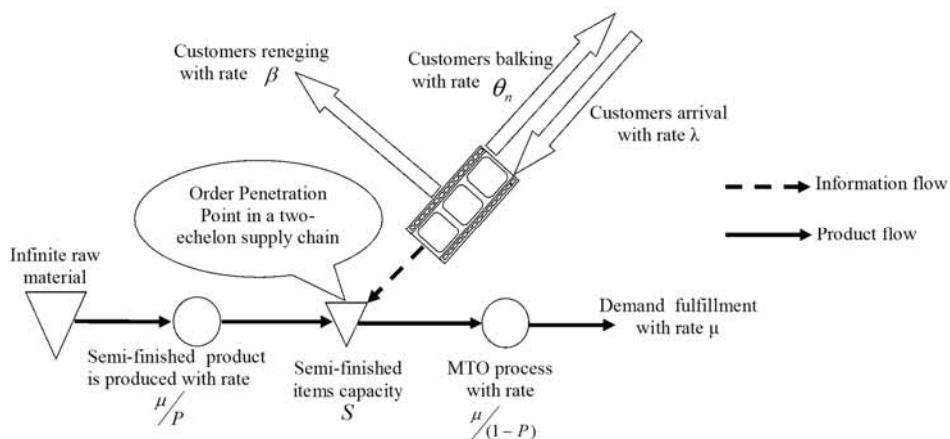 Customers reneging
with rate β
Customers balking
with rate θn
Customers arrival
with rate λ
Order Penetration
Point in a two-
echelon supply chain
Information flow
Product flow
Infinite raw
material
Semi-finished product
is produced with rate
μ/P
Semi-finished
items capacity
S
MTO process
with rate
μ/(1 − P)
Demand fulfillment
with rate μ